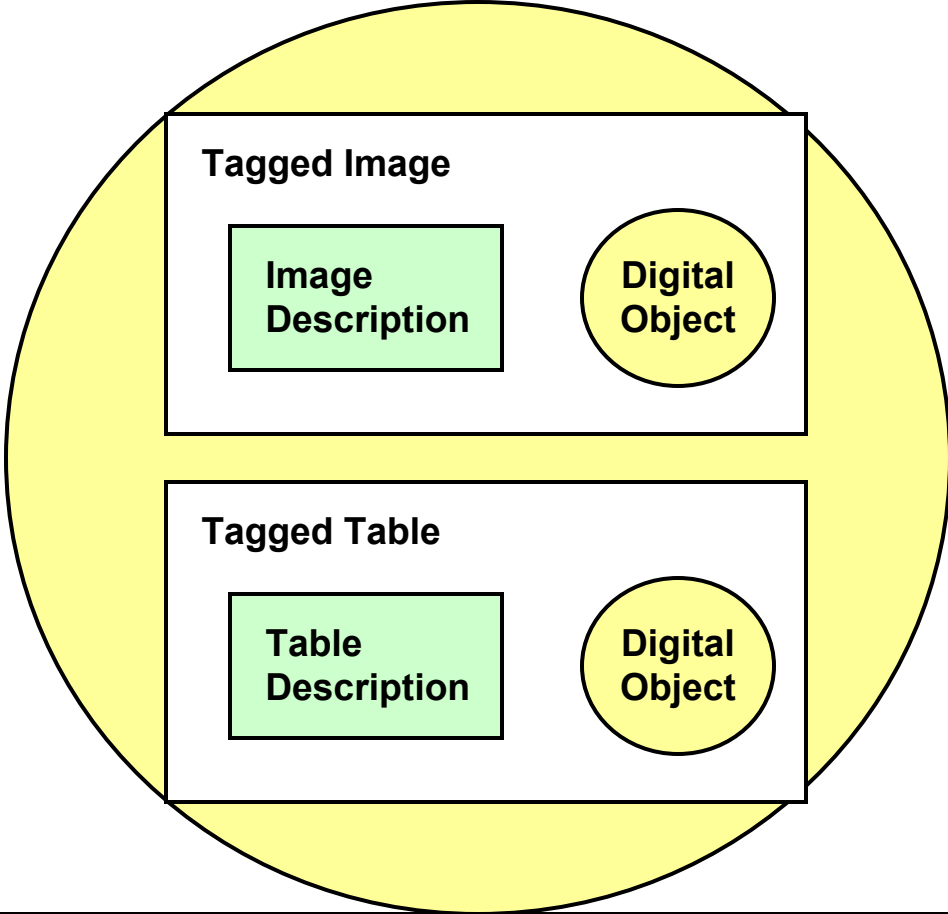 Tagged Image
Image
Description
Digital
Object
Tagged Table
Table
Description
Digital
Object